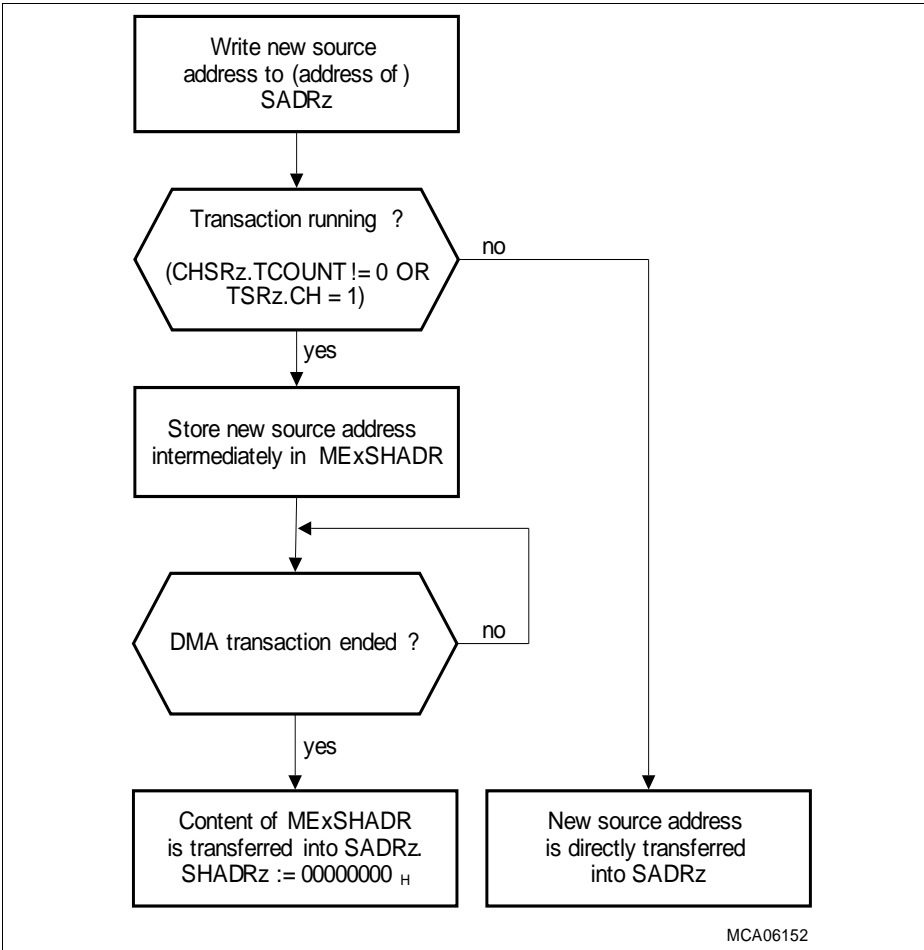 Write new source
address to (address of )
SADRz
Transaction running ?
(CHSRz.TCOUNT != 0 OR
TSRz.CH = 1)
no
yes
Store new source address
intermediately in MExSHADR
DMA transaction ended ?
no
yes
Content of MExSHADR
is transferred into SADRz.
SHADRz := 00000000 H
New source address
is directly transferred
into SADRz
MCA06152